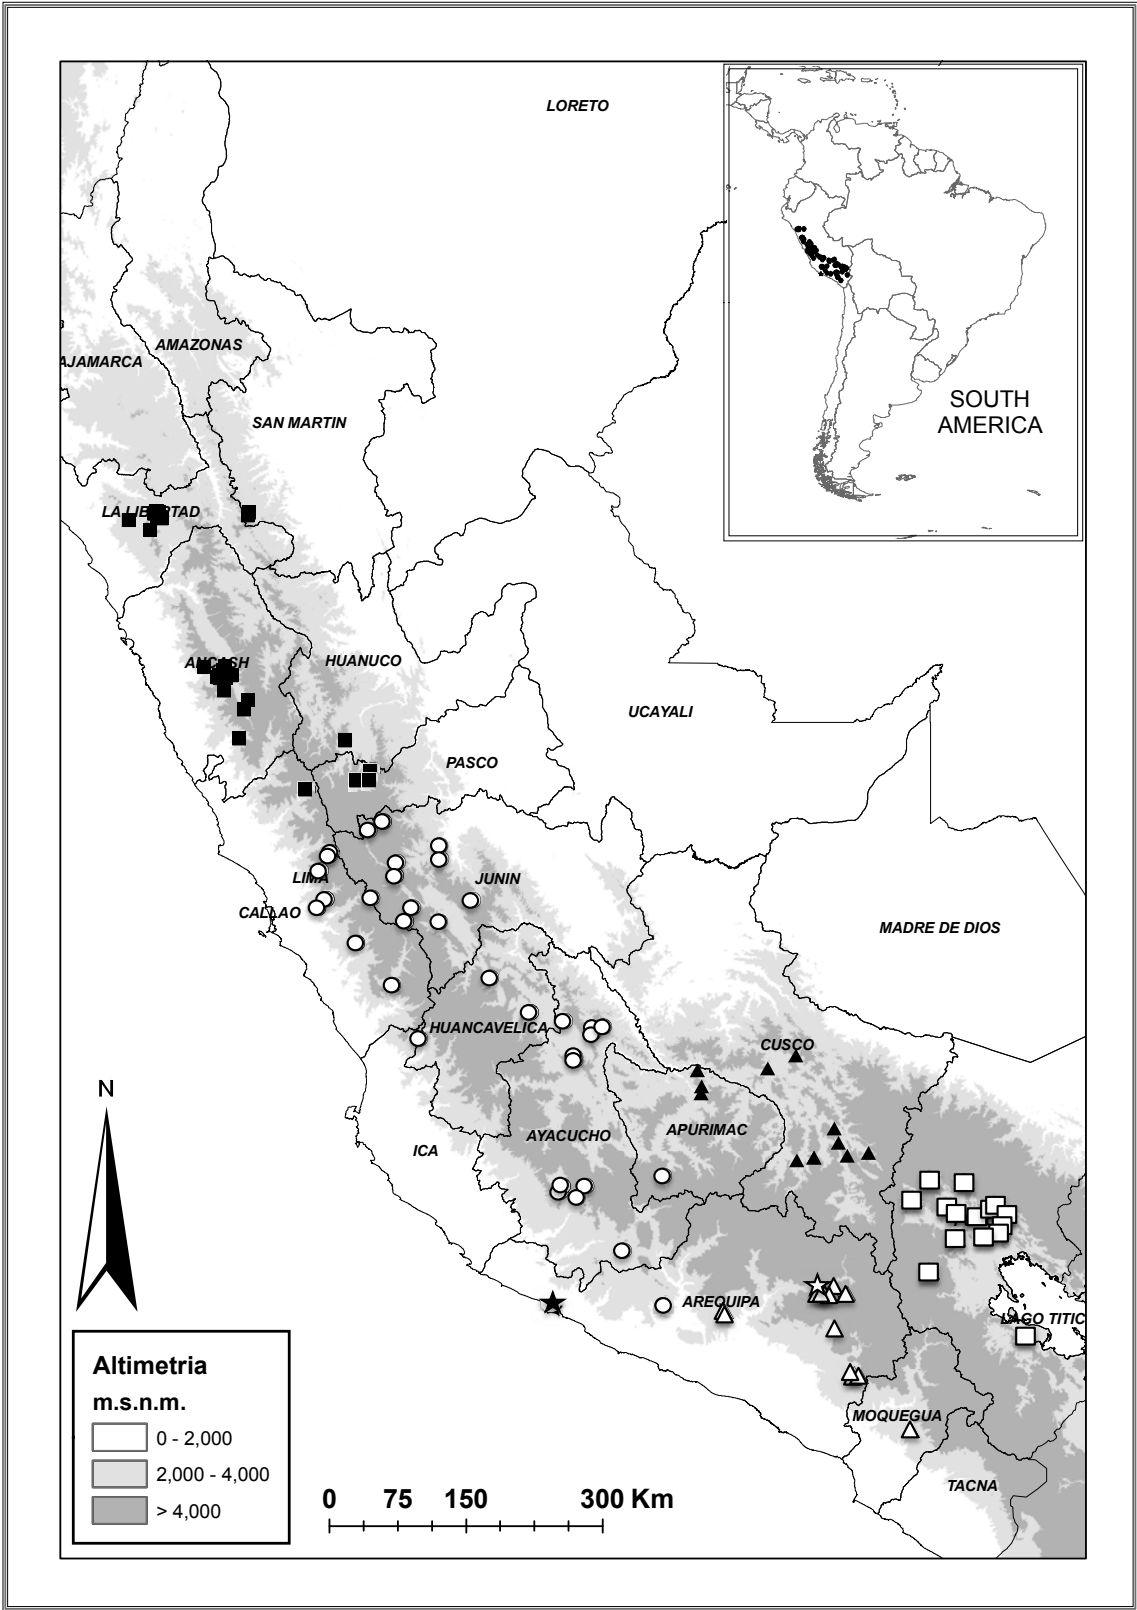 LORETO
SOUTH
AMERICA
AMAZONAS
AJAMARCA
SAN MARTIN
LA LIBERTAD
ANCASH
HUANUCO
UCAYALI
PASCO
LIMA
JUNIN
CALLAO
MADRE DE DIOS
HUANCAVELICA
CUSCO
N
AYACUCHO
APURIMAC
ICA
AREQUIPA
LAGO TITIC
MOQUEGUA
TACNA
Altimetria
m.s.n.m.
0 - 2,000
2,000 - 4,000
> 4,000
0 75 150 300 Km